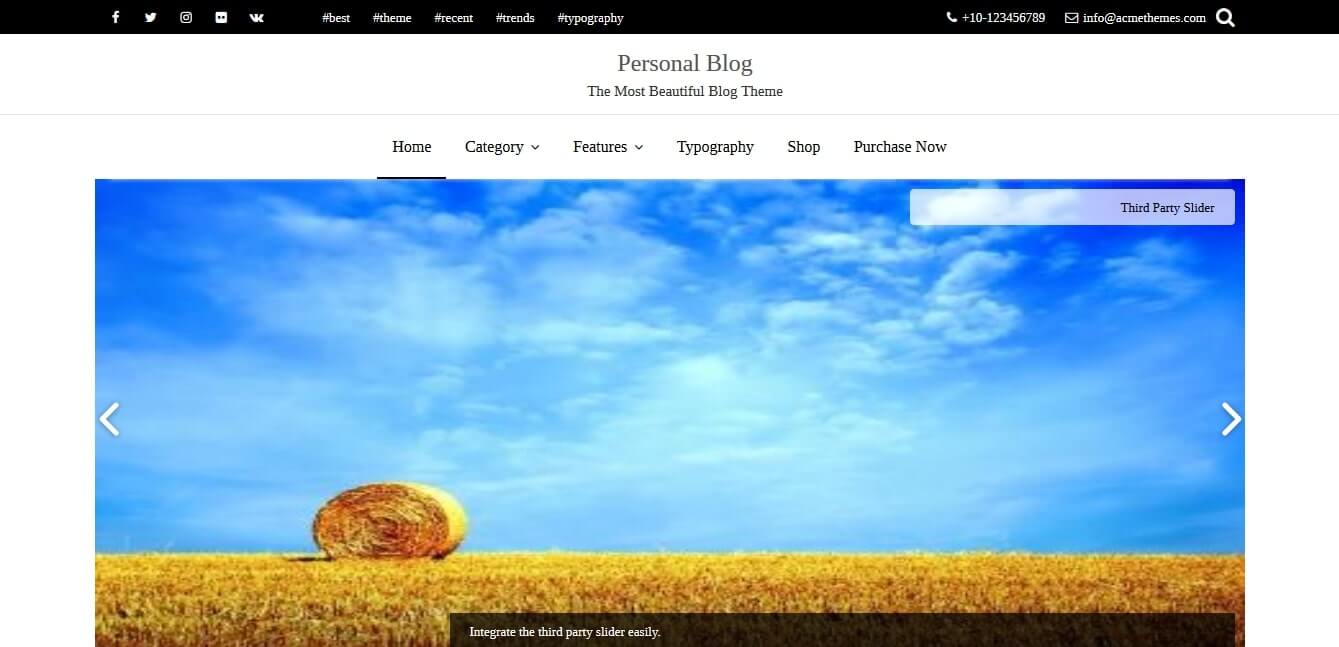 #best #theme #recent #trends #typography +10-123456789 info@acmethemes.com
Personal Blog
The Most Beautiful Blog Theme
Home Category Features Typography Shop Purchase Now
Third Party Slider
Integrate the third party slider easily.